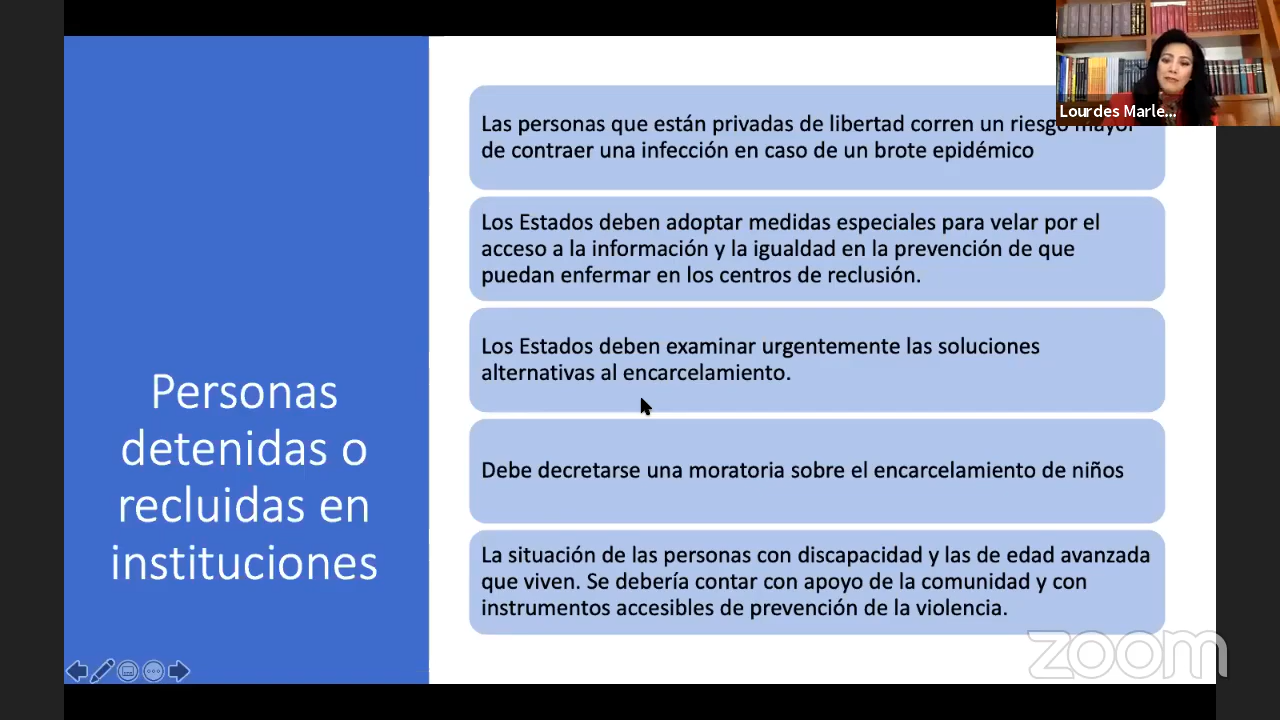 Personas
detenidas o
recluidas en
instituciones
Las personas que están privadas de libertad corren un riesgo mayor
de contraer una infección en caso de un brote epidémico
Los Estados deben adoptar medidas especiales para velar por el
acceso a la información y la igualdad en la prevención de que
puedan enfermar en los centros de reclusión.
Los Estados deben examinar urgentemente las soluciones
alternativas al encarcelamiento.
Debe decretarse una moratoria sobre el encarcelamiento de niños
La situación de las personas con discapacidad y las de edad avanzada
que viven. Se debería contar con apoyo de la comunidad y con
instrumentos accesibles de prevención de la violencia.
Lourdes Marle...
zoom